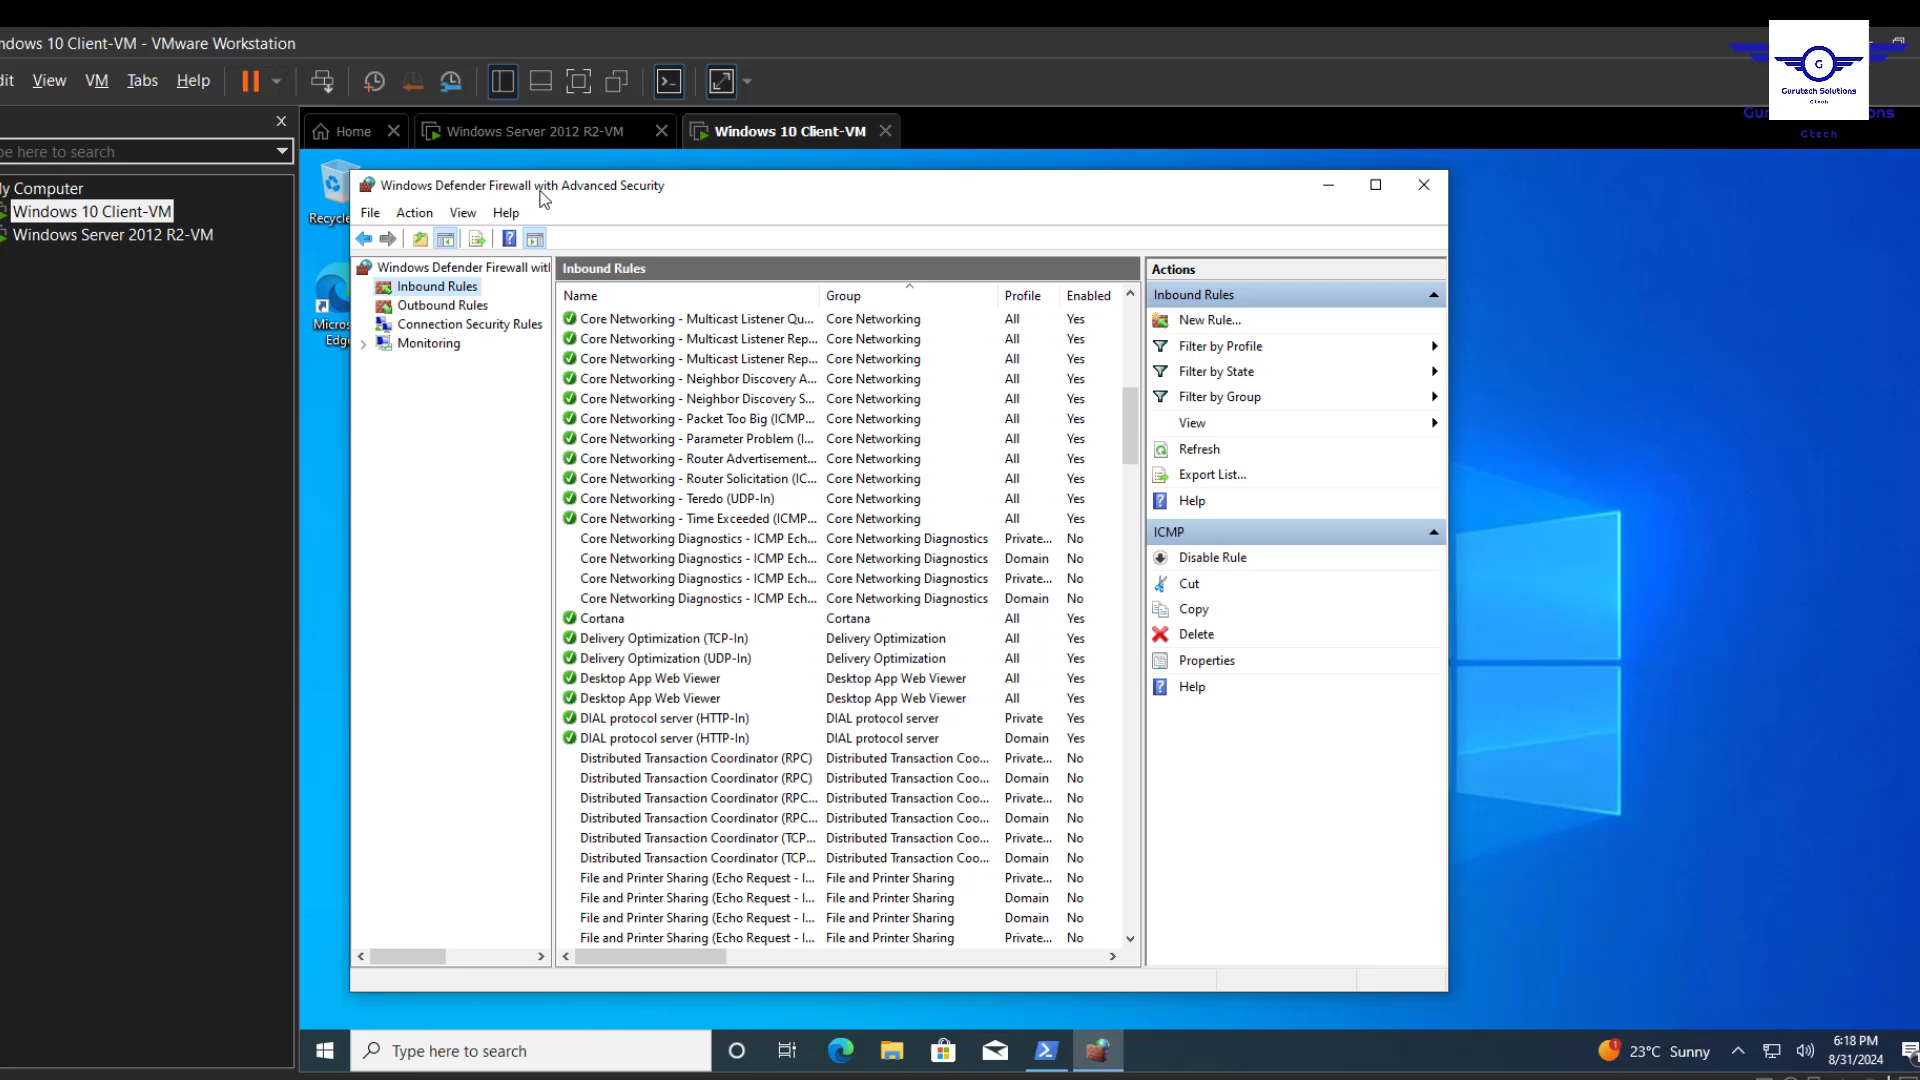 ndows 10 Client-VM - VMware Workstation
dit View VM Tabs Help
Gurutech Solutions
Gtech
Gtech
Home
Windows Server 2012 R2-VM
Windows 10 Client-VM
pe here to search
y Computer
Windows 10 Client-VM
Windows Server 2012 R2-VM
Windows Defender Firewall with Advanced Security
File Action View Help
Windows Defender Firewall with
Inbound Rules
Outbound Rules
Connection Security Rules
Monitoring
Inbound Rules
Name Group Profile Enabled
Core Networking - Multicast Listener Qu... Core Networking All Yes
Core Networking - Multicast Listener Rep... Core Networking All Yes
Core Networking - Multicast Listener Rep... Core Networking All Yes
Core Networking - Neighbor Discovery A... Core Networking All Yes
Core Networking - Neighbor Discovery S... Core Networking All Yes
Core Networking - Packet Too Big (ICMP... Core Networking All Yes
Core Networking - Parameter Problem (I... Core Networking All Yes
Core Networking - Router Advertisement... Core Networking All Yes
Core Networking - Router Solicitation (IC... Core Networking All Yes
Core Networking - Teredo (UDP-In) Core Networking All Yes
Core Networking - Time Exceeded (ICMP... Core Networking All Yes
Core Networking Diagnostics - ICMP Ech... Core Networking Diagnostics Private... No
Core Networking Diagnostics - ICMP Ech... Core Networking Diagnostics Domain No
Core Networking Diagnostics - ICMP Ech... Core Networking Diagnostics Private... No
Core Networking Diagnostics - ICMP Ech... Core Networking Diagnostics Domain No
Cortana Cortana All Yes
Delivery Optimization (TCP-In) Delivery Optimization All Yes
Delivery Optimization (UDP-In) Delivery Optimization All Yes
Desktop App Web Viewer Desktop App Web Viewer All Yes
Desktop App Web Viewer Desktop App Web Viewer All Yes
DIAL protocol server (HTTP-In) DIAL protocol server Private Yes
DIAL protocol server (HTTP-In) DIAL protocol server Domain Yes
Distributed Transaction Coordinator (RPC) Distributed Transaction Coo... Private... No
Distributed Transaction Coordinator (RPC) Distributed Transaction Coo... Domain No
Distributed Transaction Coordinator (RPC... Distributed Transaction Coo... Private... No
Distributed Transaction Coordinator (RPC... Distributed Transaction Coo... Domain No
Distributed Transaction Coordinator (TCP... Distributed Transaction Coo... Private... No
Distributed Transaction Coordinator (TCP... Distributed Transaction Coo... Domain No
File and Printer Sharing (Echo Request - I... File and Printer Sharing Private... No
File and Printer Sharing (Echo Request - I... File and Printer Sharing Domain No
File and Printer Sharing (Echo Request - I... File and Printer Sharing Domain No
File and Printer Sharing (Echo Request - I... File and Printer Sharing Private... No
Actions
Inbound Rules
New Rule...
Filter by Profile
Filter by State
Filter by Group
View
Refresh
Export List...
Help
ICMP
Disable Rule
Cut
Copy
Delete
Properties
Help
Recycle
Micros
Edg
Type here to search
23°C Sunny
6:18 PM
8/31/2024